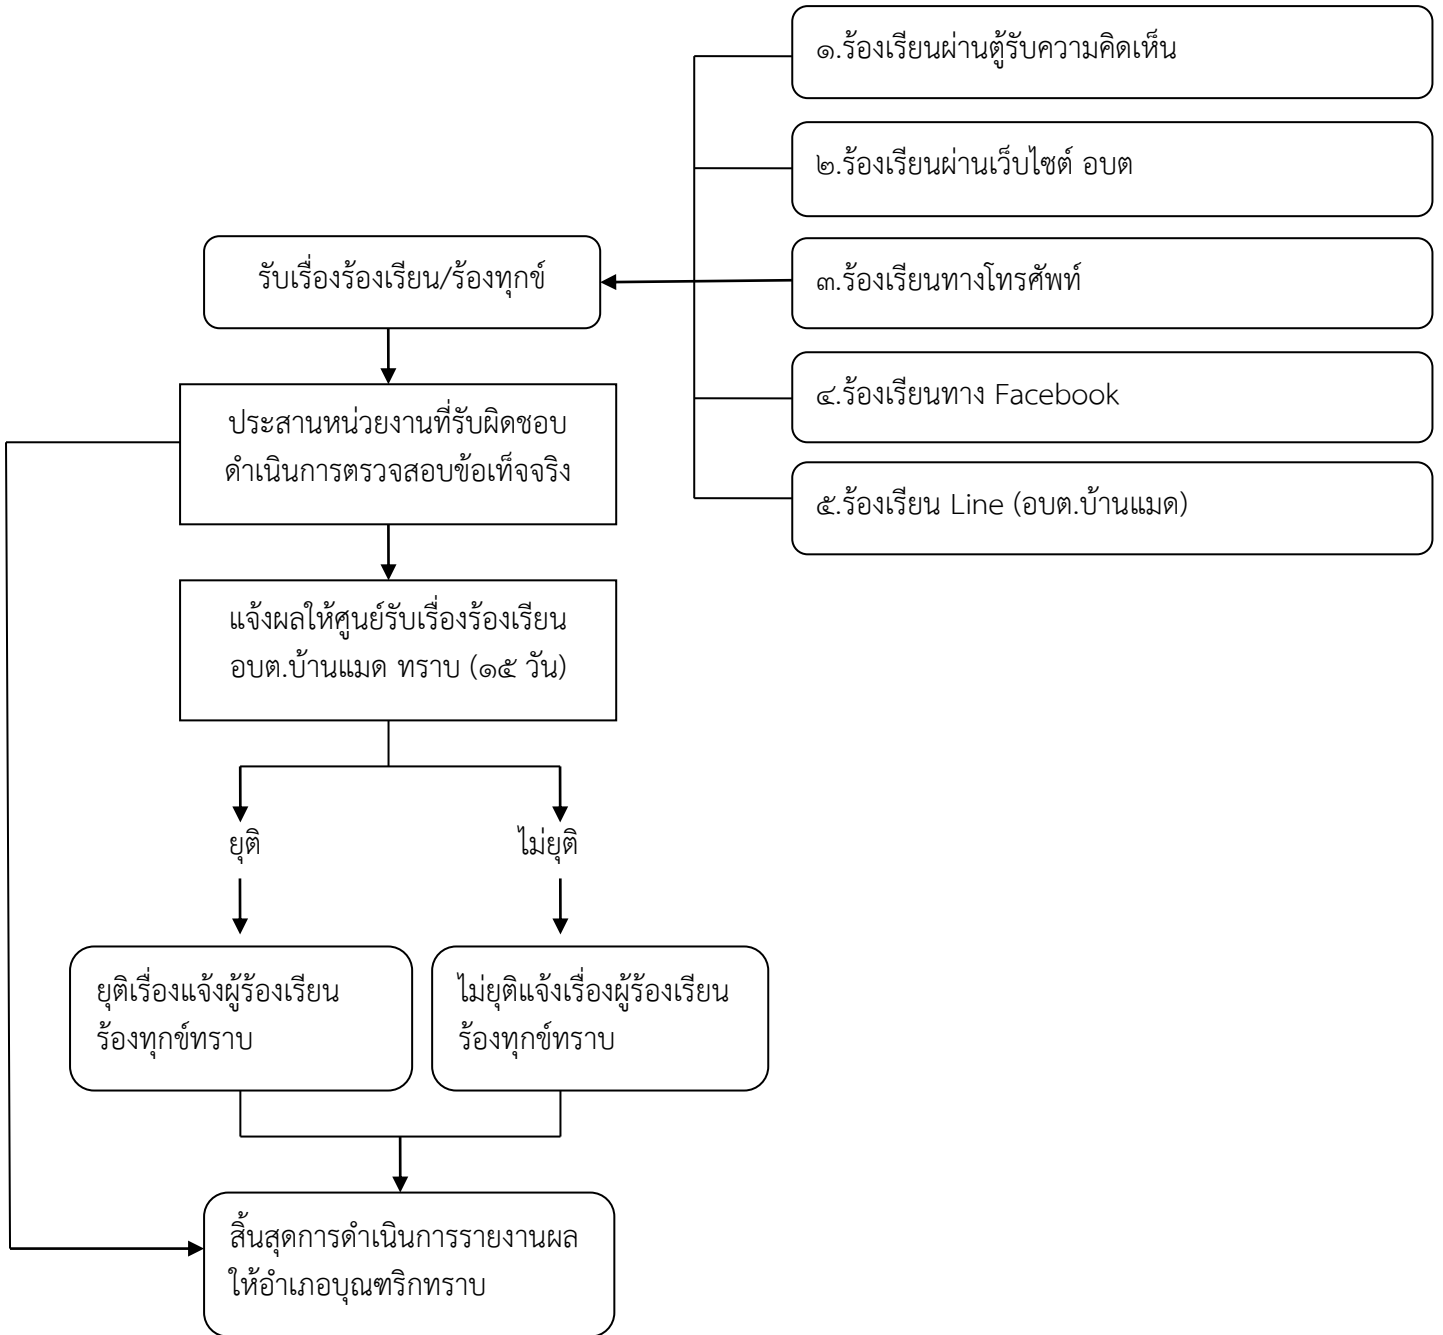 ๑.ร้องเรียนผ่านตู้รับความคิดเห็น
๒.ร้องเรียนผ่านเว็บไซต์ อบต
รับเรื่องร้องเรียน/ร้องทุกข์
๓.ร้องเรียนทางโทรศัพท์
๔.ร้องเรียนทาง Facebook
๕.ร้องเรียน Line (อบต.บ้านแมด)
ประสานหน่วยงานที่รับผิดชอบ
ดำเนินการตรวจสอบข้อเท็จจริง
แจ้งผลให้ศูนย์รับเรื่องร้องเรียน
อบต.บ้านแมด ทราบ (๑๕ วัน)
ยุติ
ไม่ยุติ
ยุติเรื่องแจ้งผู้ร้องเรียน
ร้องทุกข์ทราบ
ไม่ยุติแจ้งเรื่องผู้ร้องเรียน
ร้องทุกข์ทราบ
สิ้นสุดการดำเนินการรายงานผล
ให้อำเภอบุณฑริกทราบ